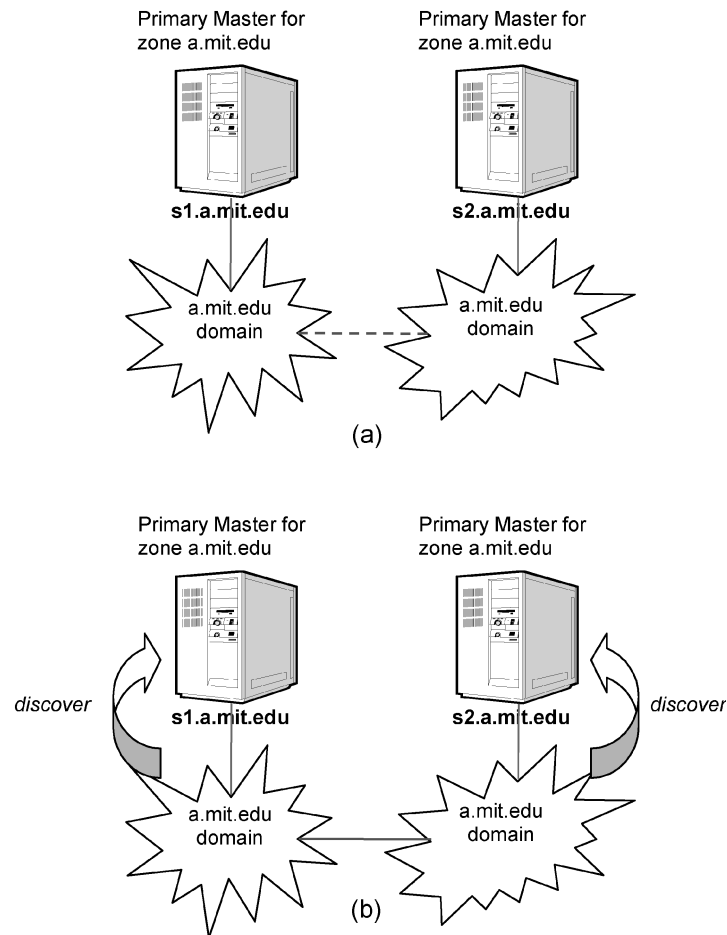 Primary Master for
zone a.mit.edu
Primary Master for
zone a.mit.edu
s1.a.mit.edu
s2.a.mit.edu
a.mit.edu
domain
a.mit.edu
domain
(a)
Primary Master for
zone a.mit.edu
Primary Master for
zone a.mit.edu
discover
discover
s1.a.mit.edu
s2.a.mit.edu
a.mit.edu
domain
a.mit.edu
domain
(b)